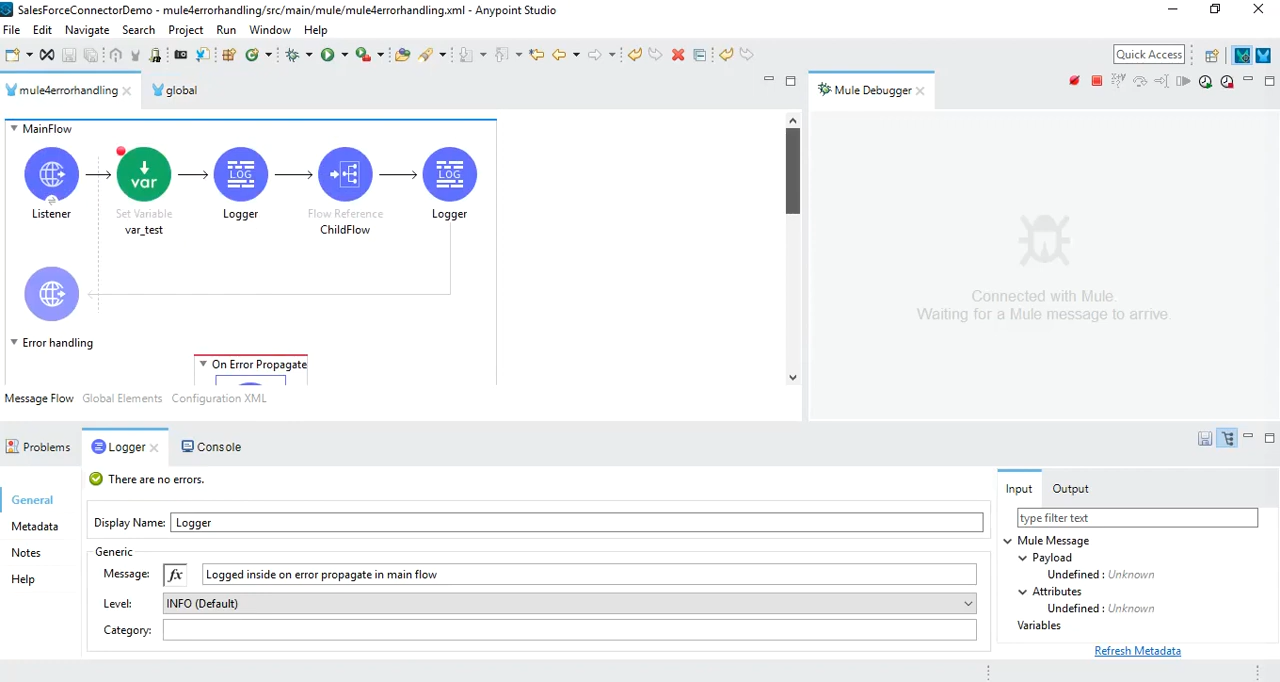 SalesForceConnectorDemo - mule4errorhandling/src/main/mule/mule4errorhandling.xml - Anypoint Studio
File Edit Navigate Search Project Run Window Help
Quick Access
mule4errorhandling global
Mule Debugger
MainFlow
var
LOG
LOG
Listener
Set Variable
var_test
Logger
Flow Reference
ChildFlow
Logger
Connected with Mule.
Waiting for a Mule message to arrive.
Error handling
On Error Propagate
Message Flow Global Elements Configuration XML
Problems Logger Console
There are no errors.
General
Metadata
Notes
Help
Display Name: Logger
Generic
Message: fx Logged inside on error propagate in main flow
Level: INFO (Default)
Category:
Input Output
type filter text
Mule Message
Payload
Undefined : Unknown
Attributes
Undefined : Unknown
Variables
Refresh Metadata